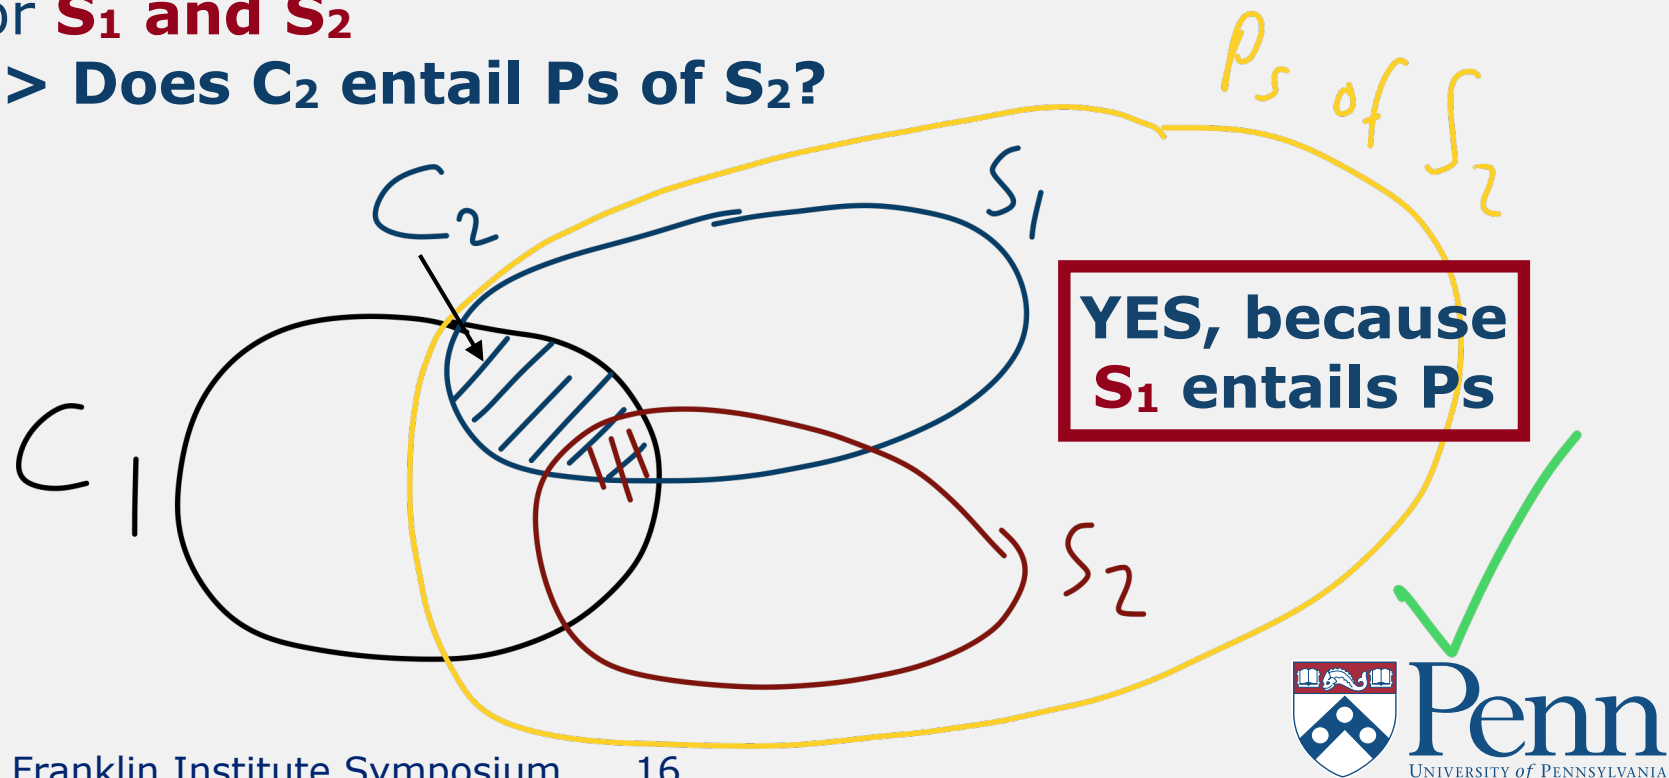 or S₁ and S₂
> Does C₂ entail Ps of S₂?
Ps of S₂
C₂
S₁
YES, because
S₁ entails Ps
C₁
S₂
Penn
UNIVERSITY of PENNSYLVANIA
Franklin Institute Symposium 16